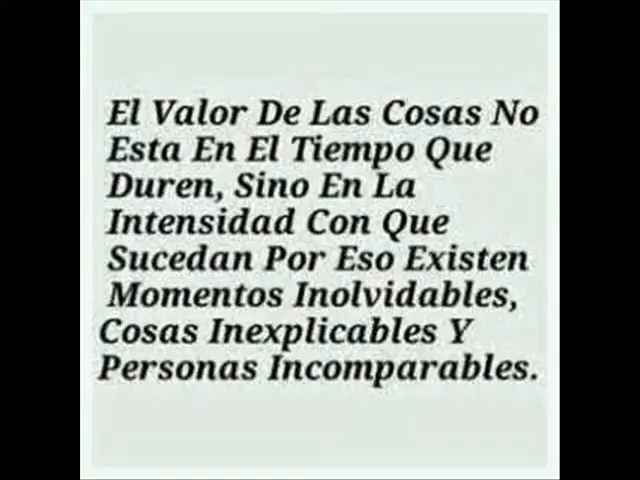 El Valor De Las Cosas No
Esta En El Tiempo Que
Duren, Sino En La
Intensidad Con Que
Sucedan Por Eso Existen
Momentos Inolvidables,
Cosas Inexplicables Y
Personas Incomparables.